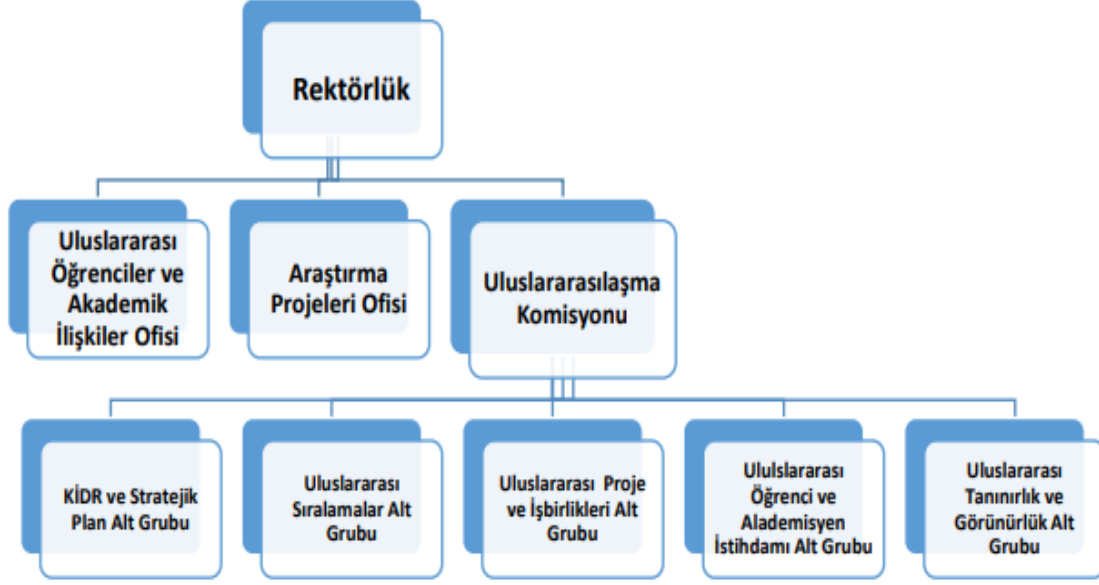 Rektörlük
Uluslararası
Öğrenciler ve
Akademik
İlişkiler Ofisi
Araştırma
Projeleri Ofisi
Uluslararasılaşma
Komisyonu
KİDR ve Stratejik
Plan Alt Grubu
Uluslararası
Sıralamalar Alt
Grubu
Uluslararası Proje
ve İşbirlikleri Alt
Grubu
Ululslararası
Öğrenci ve
Alademisyen
İstihdamı Alt Grubu
Uluslararası
Tanınırlık ve
Görünürlük Alt
Grubu